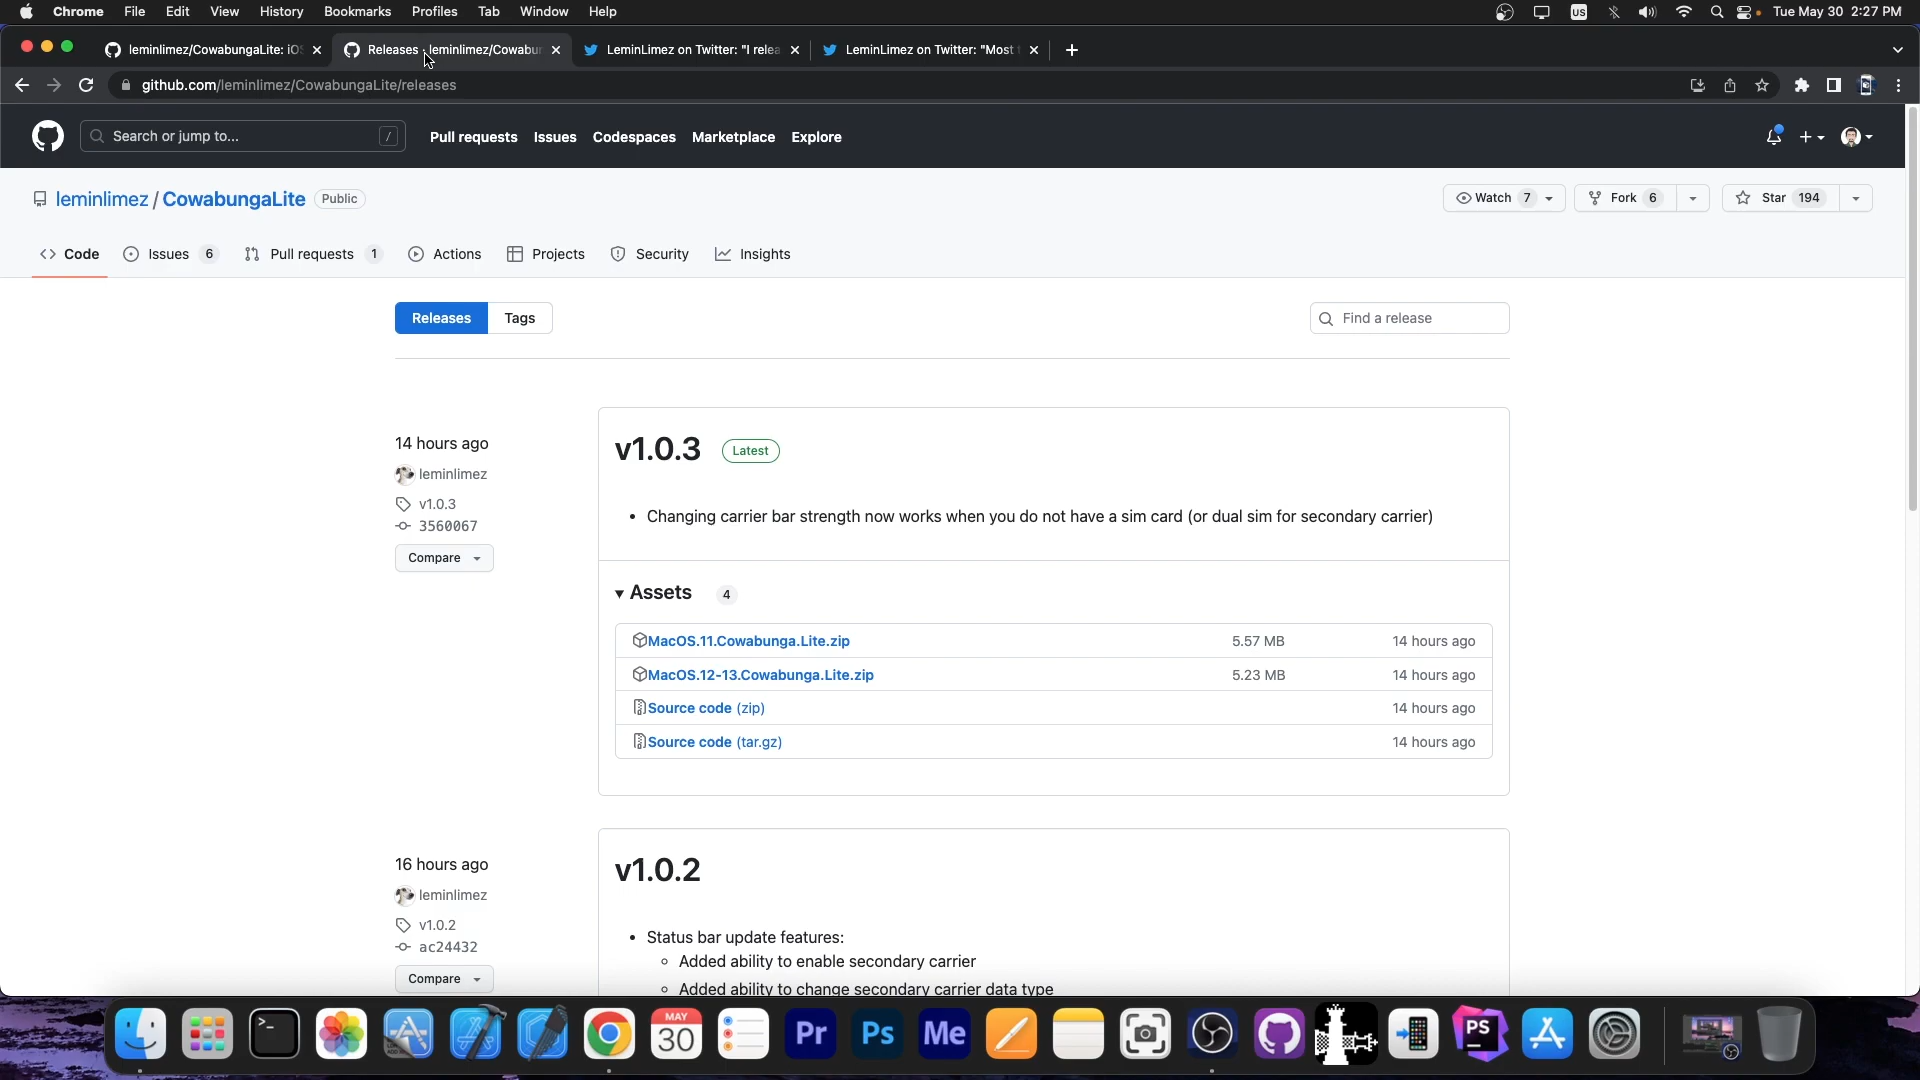 Chrome File Edit View History Bookmarks Profiles Tab Window Help US Tue May 30 2:27 PM
leminlimez/CowabungaLite: iOS Releases · leminlimez/Cowabun LeminLimez on Twitter: "I relea LeminLimez on Twitter: "Most t
github.com/leminlimez/CowabungaLite/releases
Search or jump to... / Pull requests Issues Codespaces Marketplace Explore
leminlimez / CowabungaLite Public Watch 7 Fork 6 Star 194
Code Issues 6 Pull requests 1 Actions Projects Security Insights
Releases Tags Find a release
14 hours ago
leminlimez
v1.0.3
3560067
Compare
v1.0.3 Latest
• Changing carrier bar strength now works when you do not have a sim card (or dual sim for secondary carrier)
Assets 4
MacOS.11.Cowabunga.Lite.zip 5.57 MB 14 hours ago
MacOS.12-13.Cowabunga.Lite.zip 5.23 MB 14 hours ago
Source code (zip) 14 hours ago
Source code (tar.gz) 14 hours ago
16 hours ago
leminlimez
v1.0.2
ac24432
Compare
v1.0.2
• Status bar update features:
Added ability to enable secondary carrier
Added ability to change secondary carrier data type
MAY
30
Pr Ps Me PS